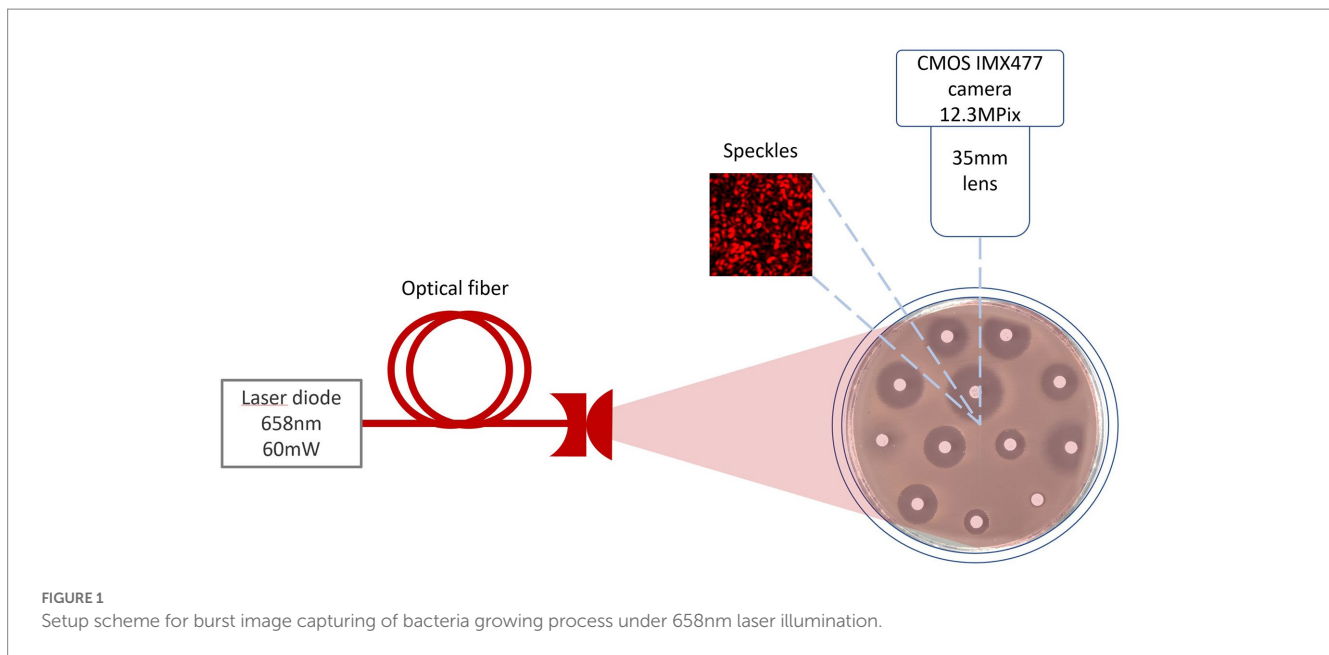 CMOS IMX477
camera
12.3MPix
35mm
lens
Speckles
Optical fiber
Laser diode
658nm
60mW
FIGURE 1
Setup scheme for burst image capturing of bacteria growing process under 658nm laser illumination.